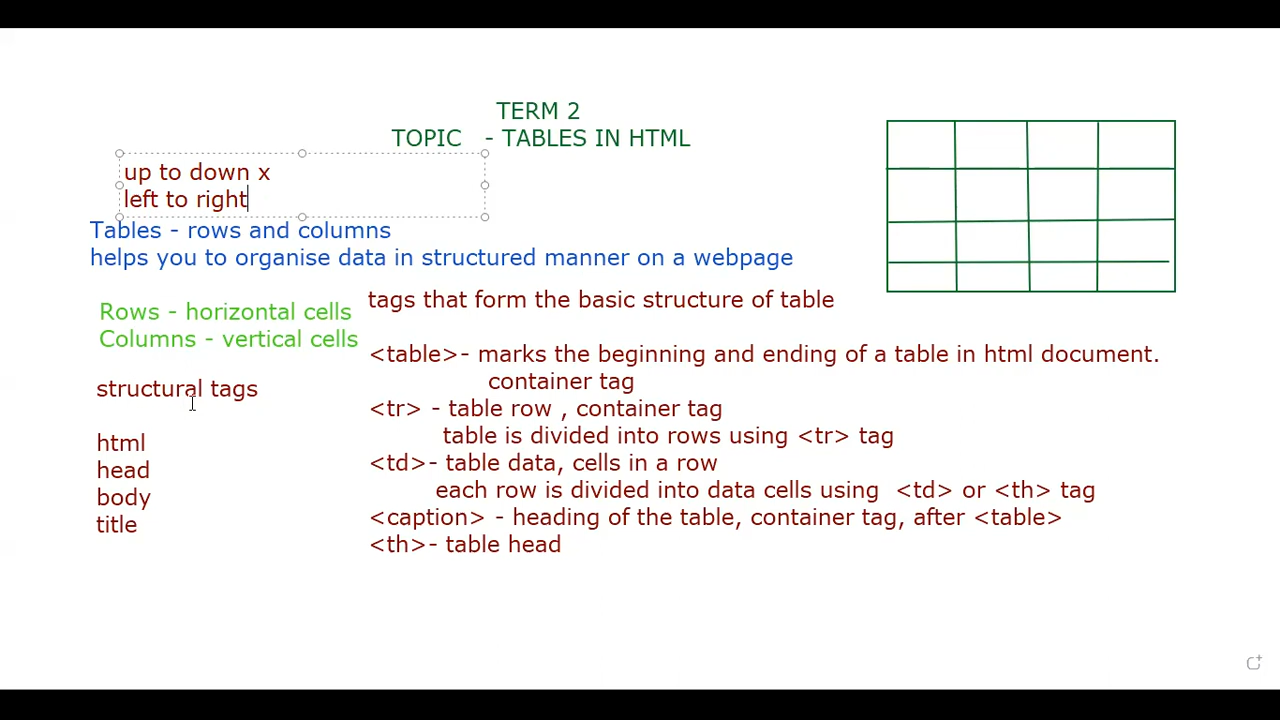 TERM 2
TOPIC - TABLES IN HTML
up to down x
left to right
Tables - rows and columns
helps you to organise data in structured manner on a webpage
Rows - horizontal cells
Columns - vertical cells
structural tags
html
head
body
title
tags that form the basic structure of table
<table>- marks the beginning and ending of a table in html document.
container tag
<tr> - table row , container tag
table is divided into rows using <tr> tag
<td>- table data, cells in a row
each row is divided into data cells using <td> or <th> tag
<caption> - heading of the table, container tag, after <table>
<th>- table head